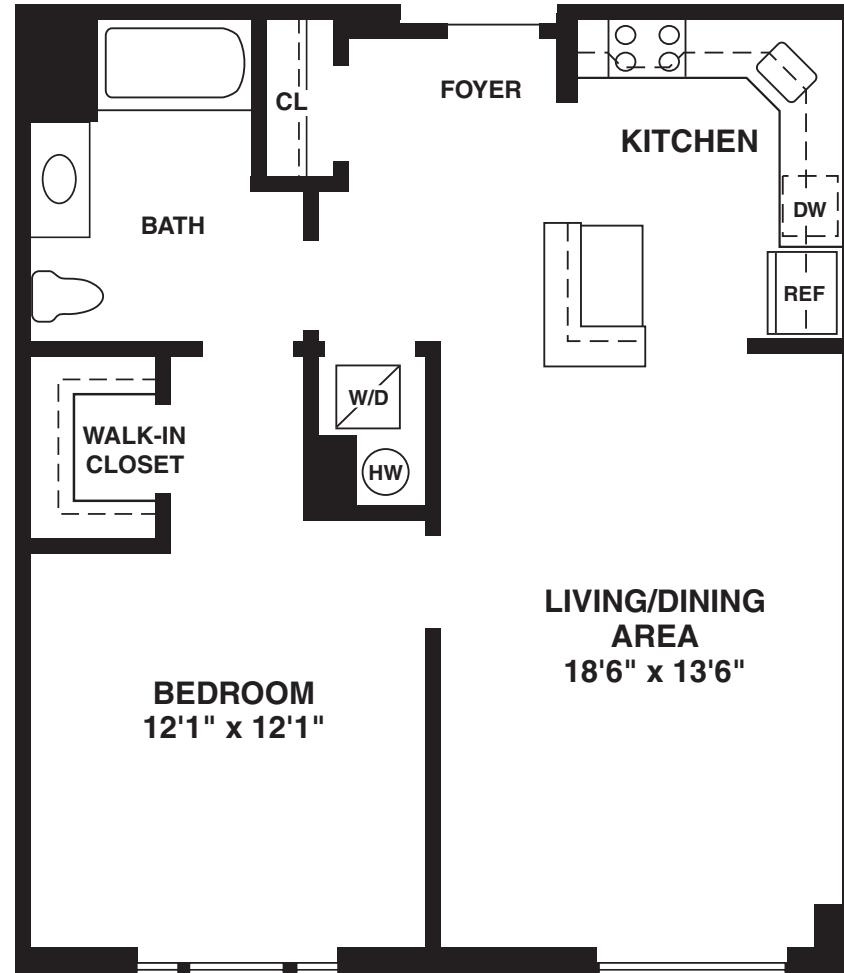 CL
FOYER
KITCHEN
BATH
DW
REF
W/D
WALK-IN
CLOSET
HW
LIVING/DINING
AREA
18'6" x 13'6"
BEDROOM
12'1" x 12'1"